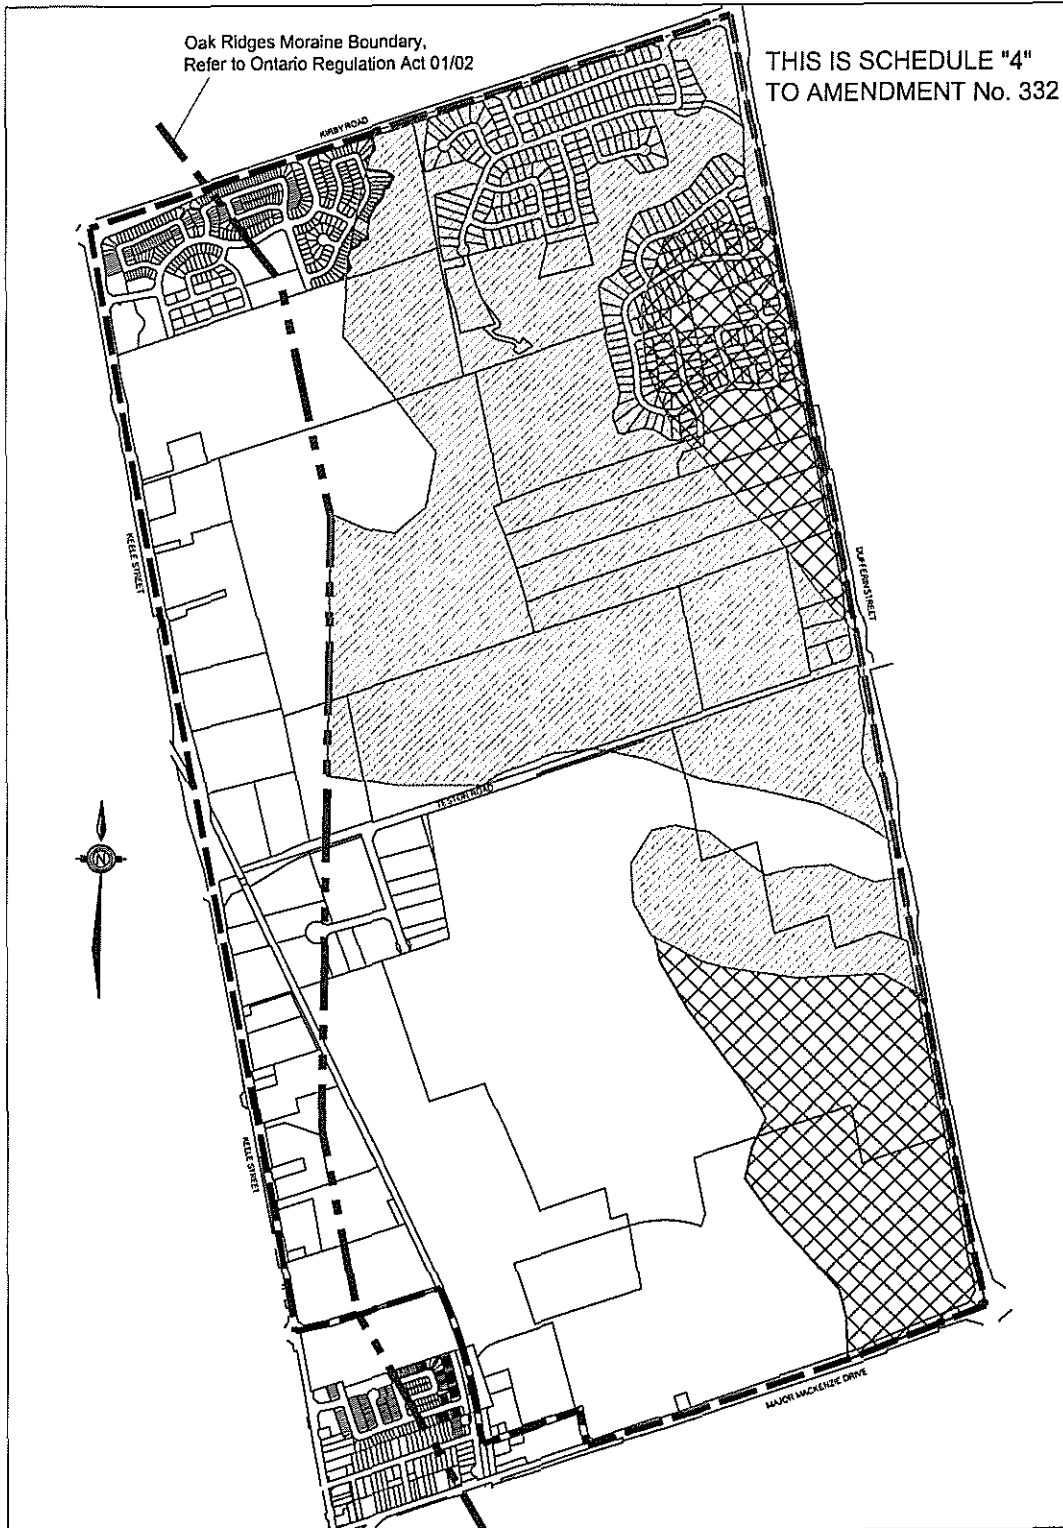 Oak Ridges Moraine Boundary,
Refer to Ontario Regulation Act 01/02
THIS IS SCHEDULE "4"
TO AMENDMENT No. 332
KIRBY ROAD
KEELE STREET
DUFFERIN STREET
TESTON ROAD
N
KEELE STREET
MAJOR MACKENZIE DRIVE